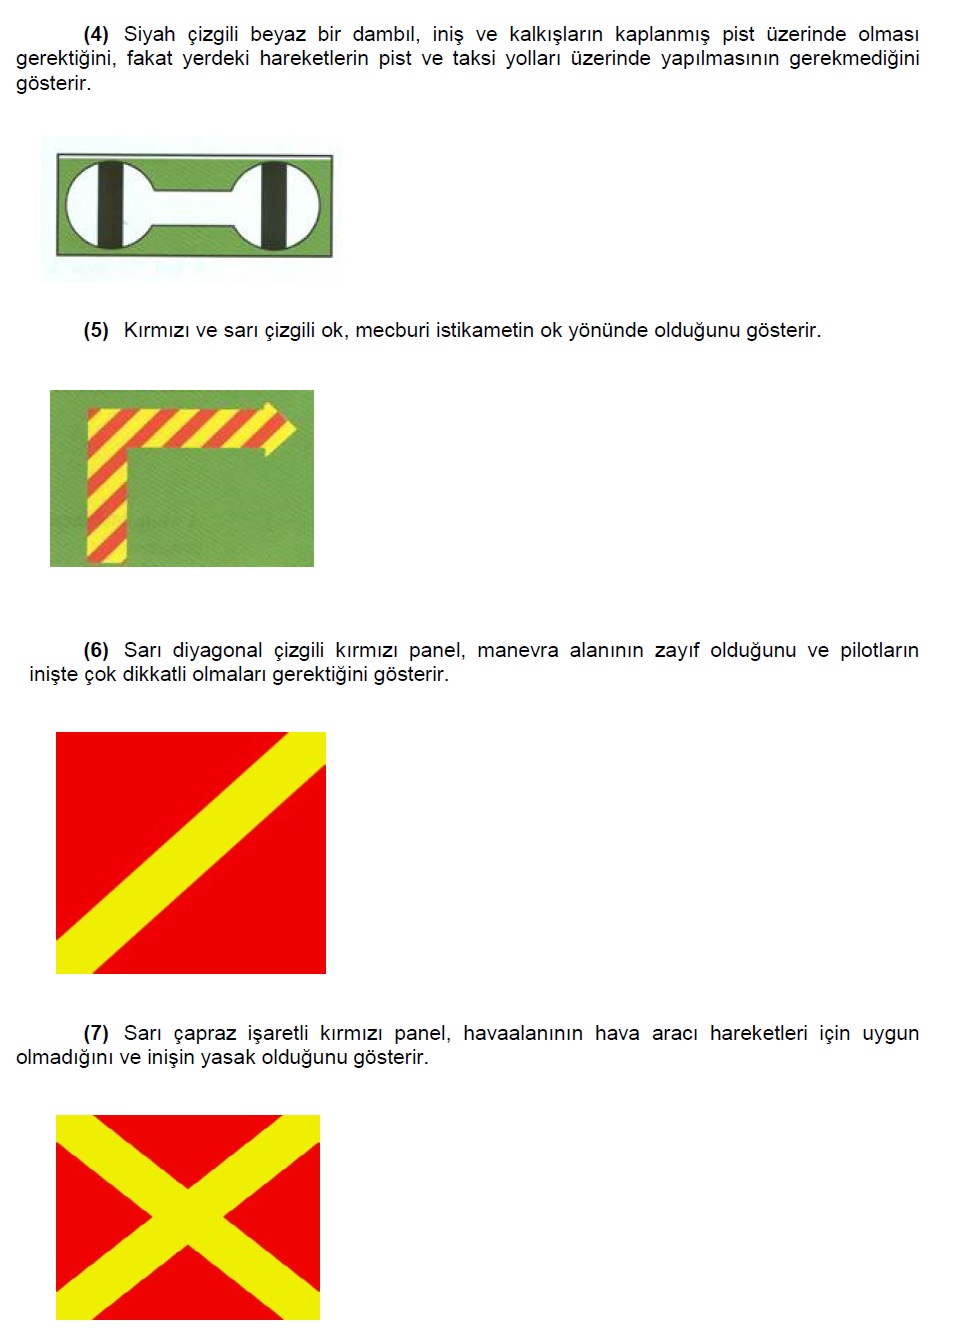 (4) Siyah çizgili beyaz bir dambıl, iniş ve kalkışların kaplanmış pist üzerinde olması
gerektiğini, fakat yerdeki hareketlerin pist ve taksi yolları üzerinde yapılmasının gerekmediğini
gösterir.
(5) Kırmızı ve sarı çizgili ok, mecburi istikametin ok yönünde olduğunu gösterir.
(6) Sarı diyagonal çizgili kırmızı panel, manevra alanının zayıf olduğunu ve pilotların
inişte çok dikkatli olmaları gerektiğini gösterir.
(7) Sarı çapraz işaretli kırmızı panel, havaalanının hava aracı hareketleri için uygun
olmadığını ve inişin yasak olduğunu gösterir.